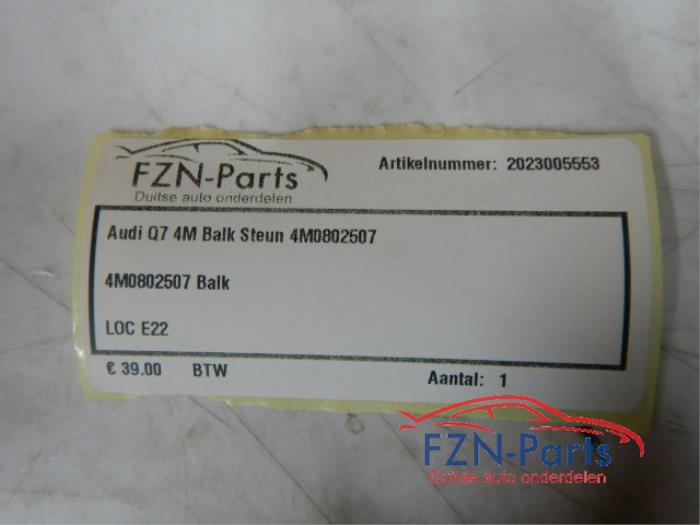 FZN-Parts
Duitse auto onderdelen
Artikelnummer: 2023005553
Audi Q7 4M Balk Steun 4M0802507
4M0802507 Balk
LOC E22
€ 39.00 BTW
Aantal: 1
FZN-Parts
Duitse auto onderdelen